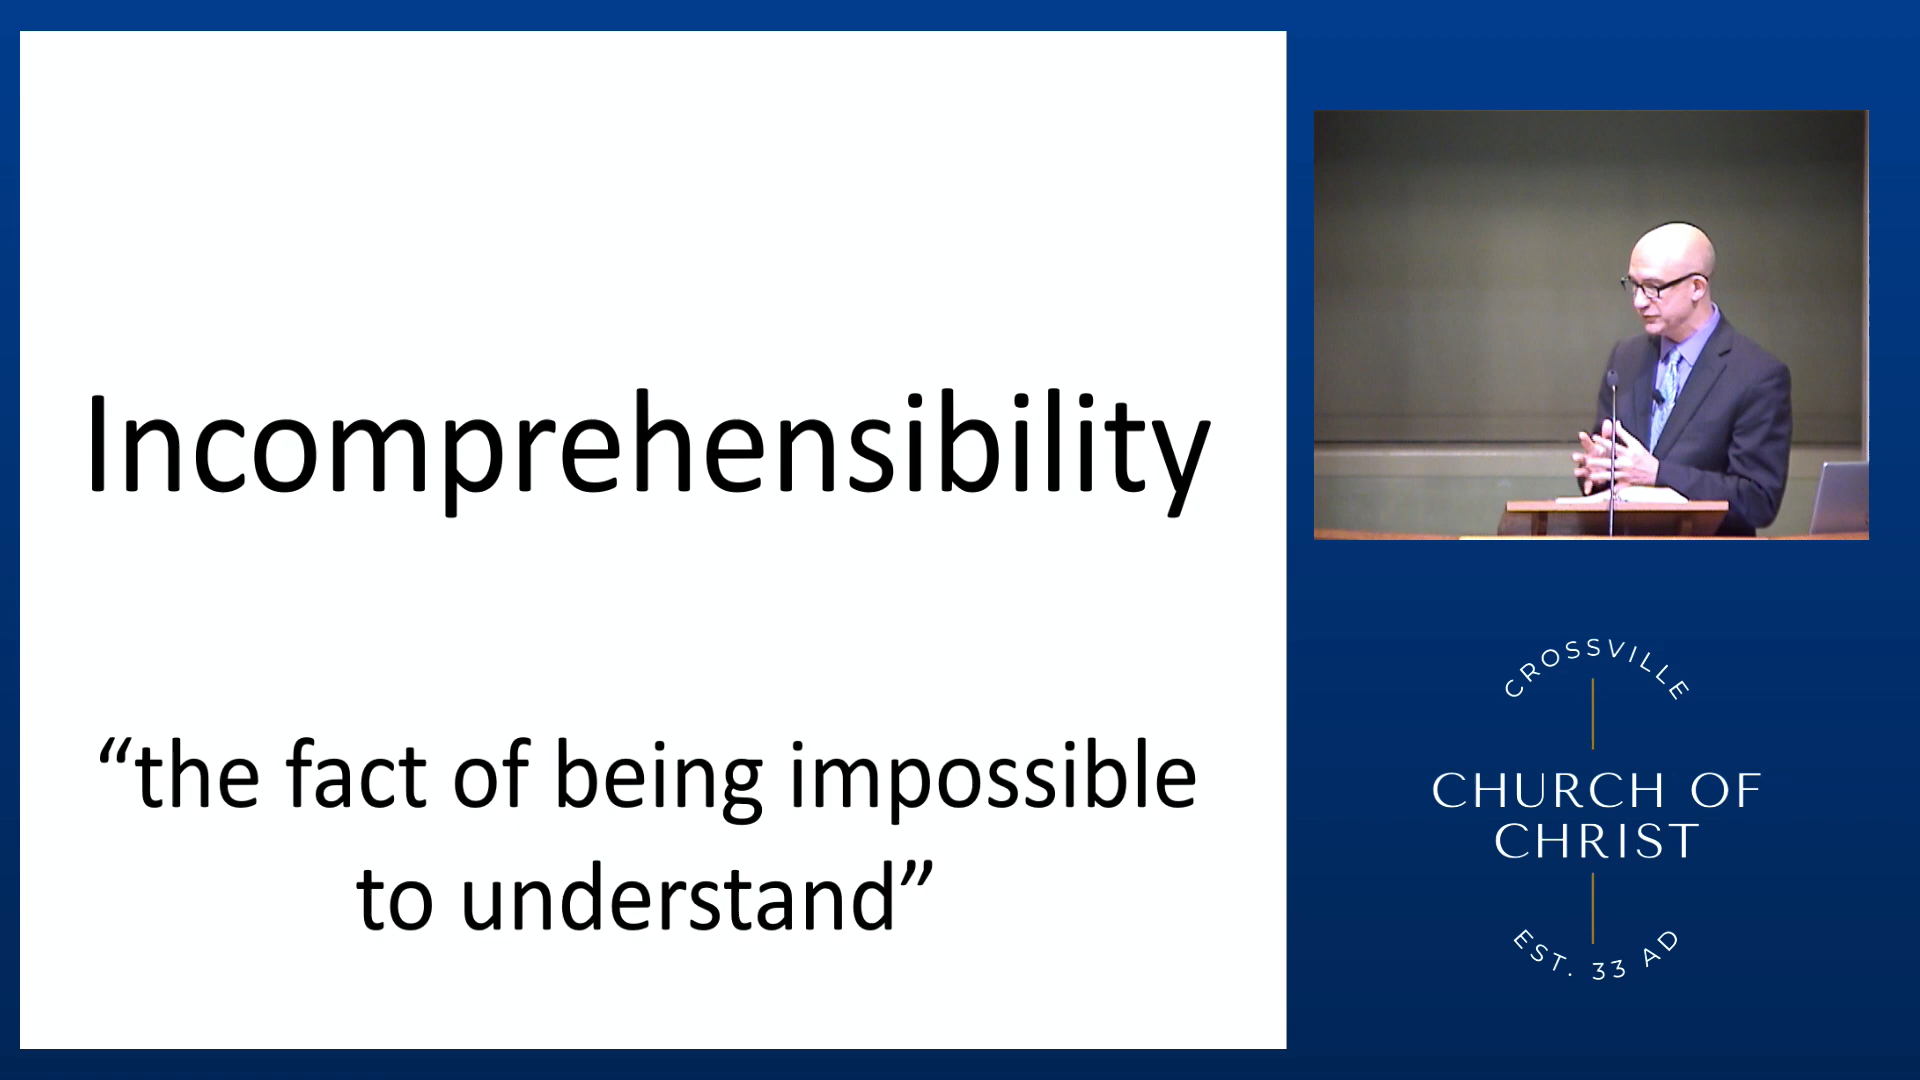 Incomprehensibility
“the fact of being impossible
to understand”
CROSSVILLE
CHURCH OF
CHRIST
EST. 33 AD